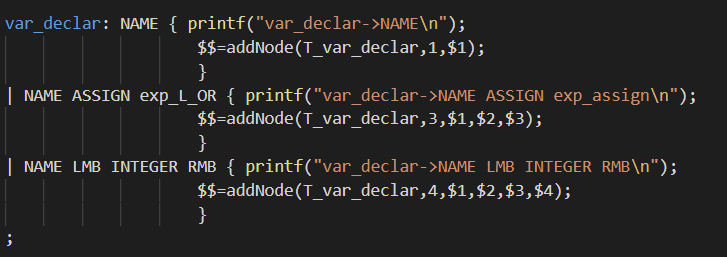 var_declar: NAME { printf("var_declar->NAME\n");
$$=addNode(T_var_declar,1,$1);
}
| NAME ASSIGN exp_L_OR { printf("var_declar->NAME ASSIGN exp_assign\n");
$$=addNode(T_var_declar,3,$1,$2,$3);
}
| NAME LMB INTEGER RMB { printf("var_declar->NAME LMB INTEGER RMB\n");
$$=addNode(T_var_declar,4,$1,$2,$3,$4);
}
;